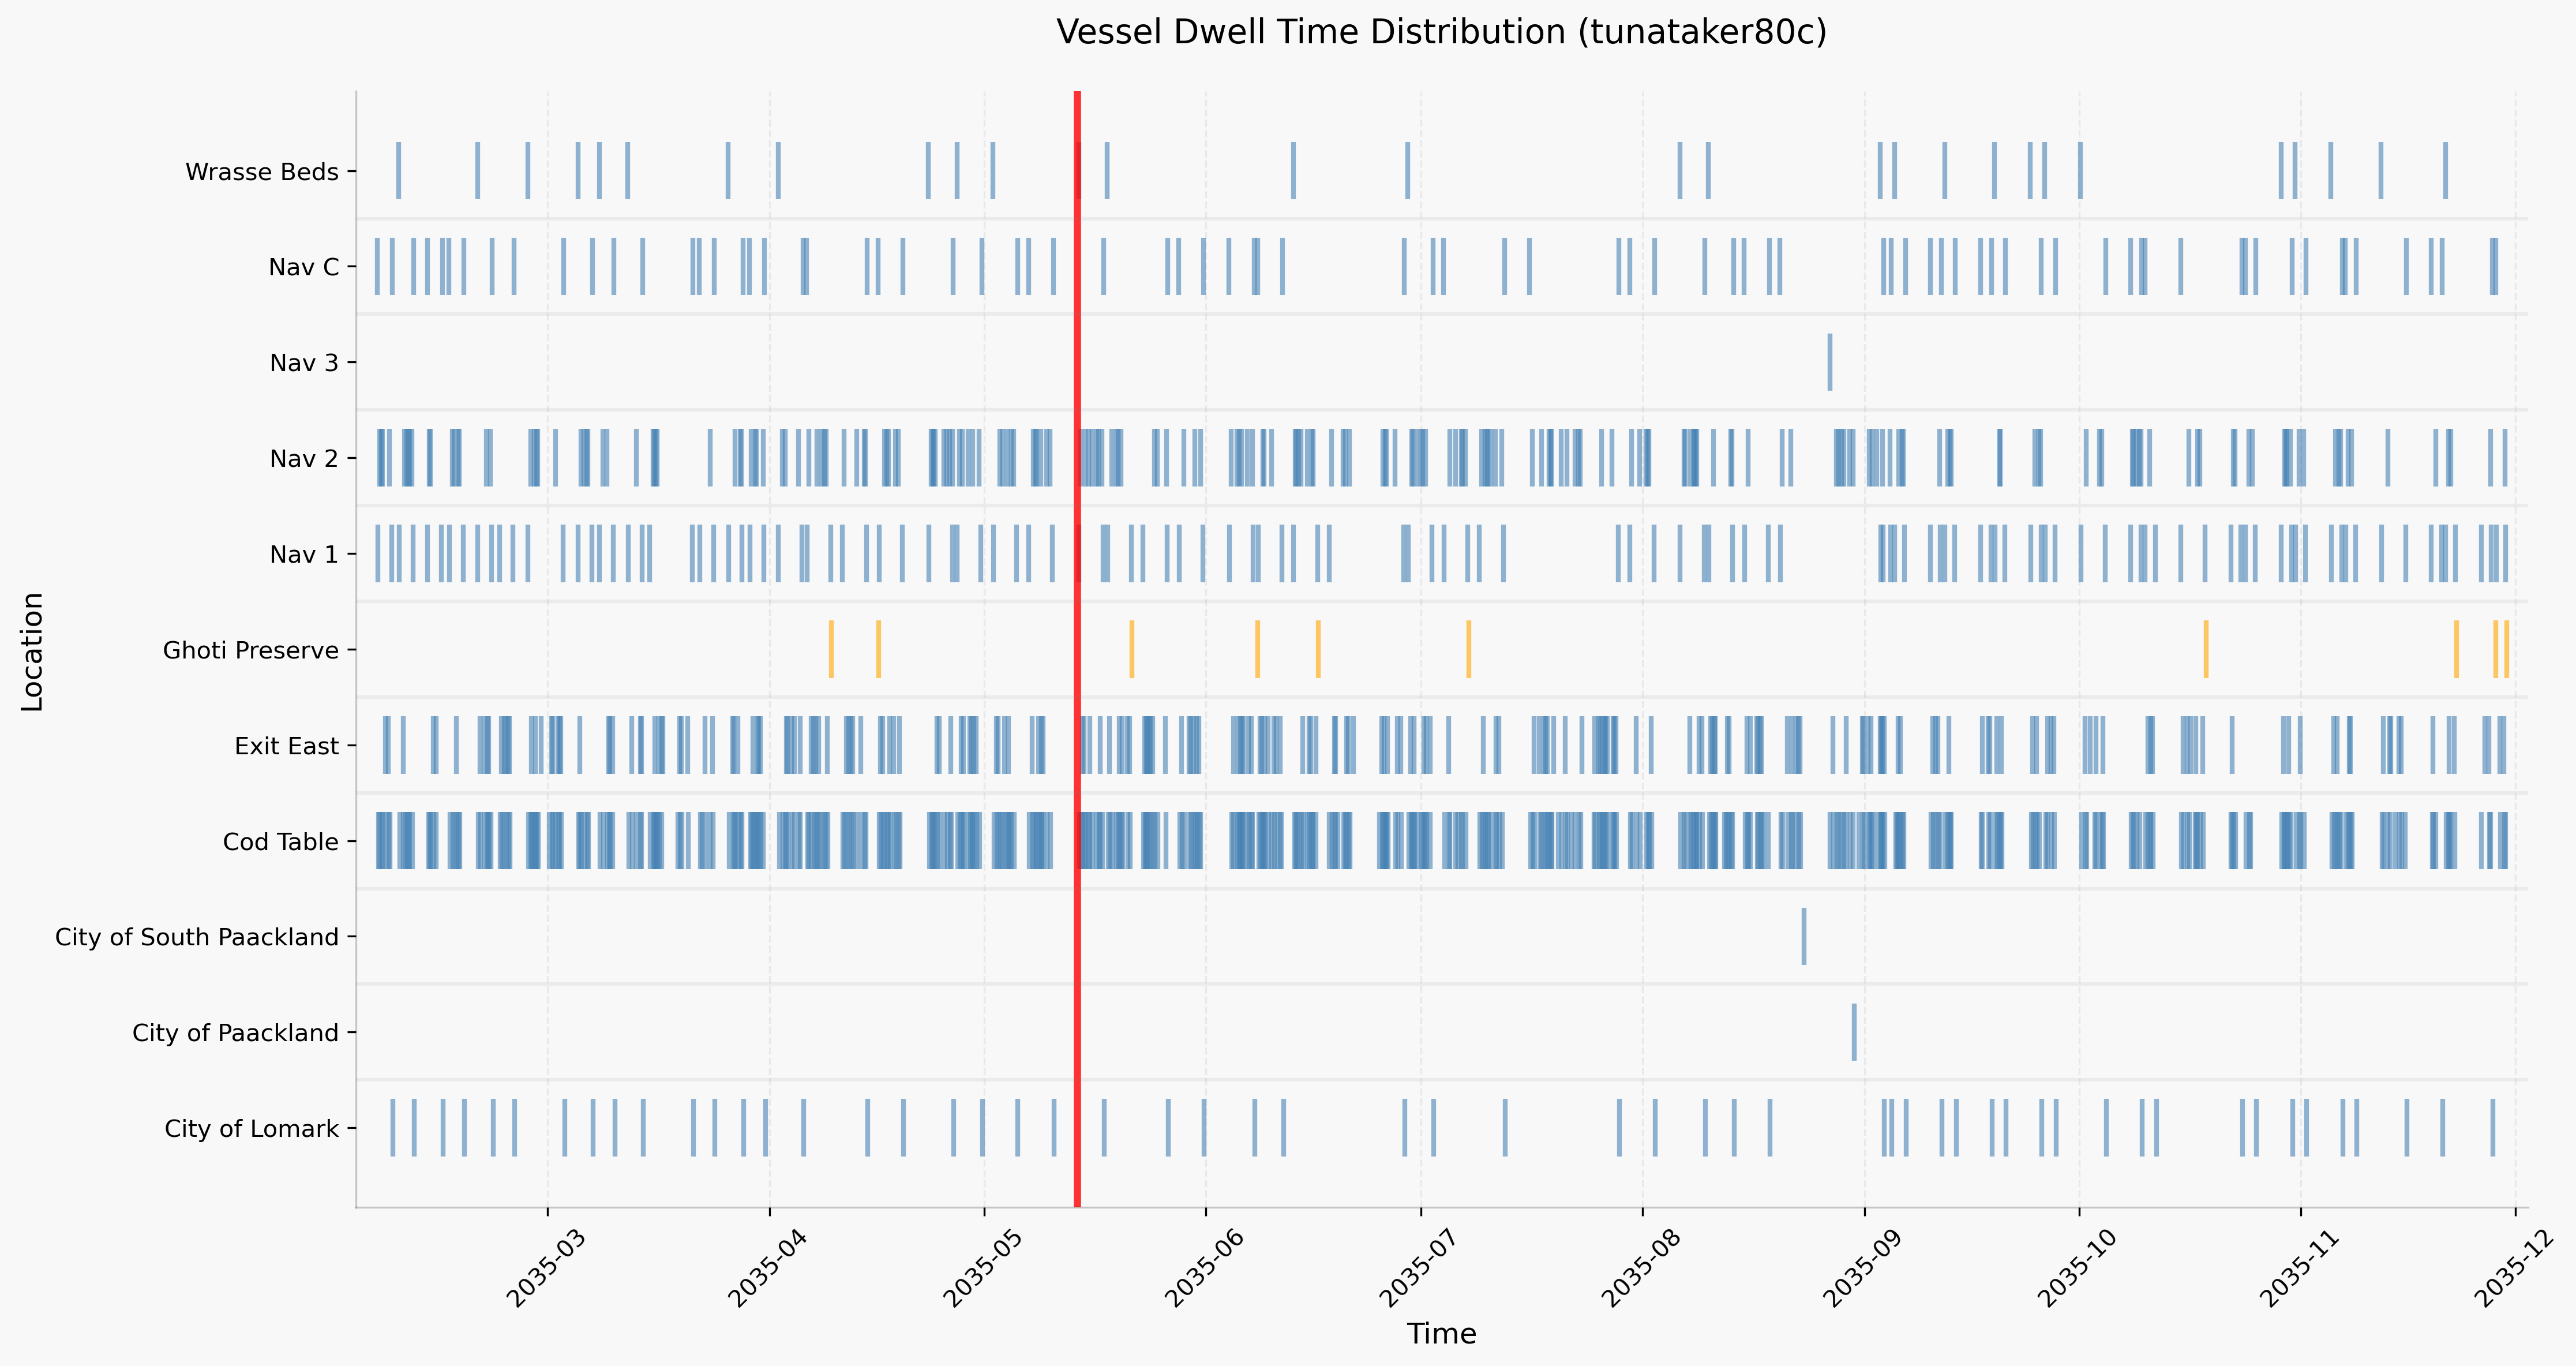 Vessel Dwell Time Distribution (tunataker80c)
Location
Wrasse Beds
Nav C
Nav 3
Nav 2
Nav 1
Ghoti Preserve
Exit East
Cod Table
City of South Paackland
City of Paackland
City of Lomark
2035-03
2035-04
2035-05
2035-06
2035-07
2035-08
2035-09
2035-10
2035-11
2035-12
Time